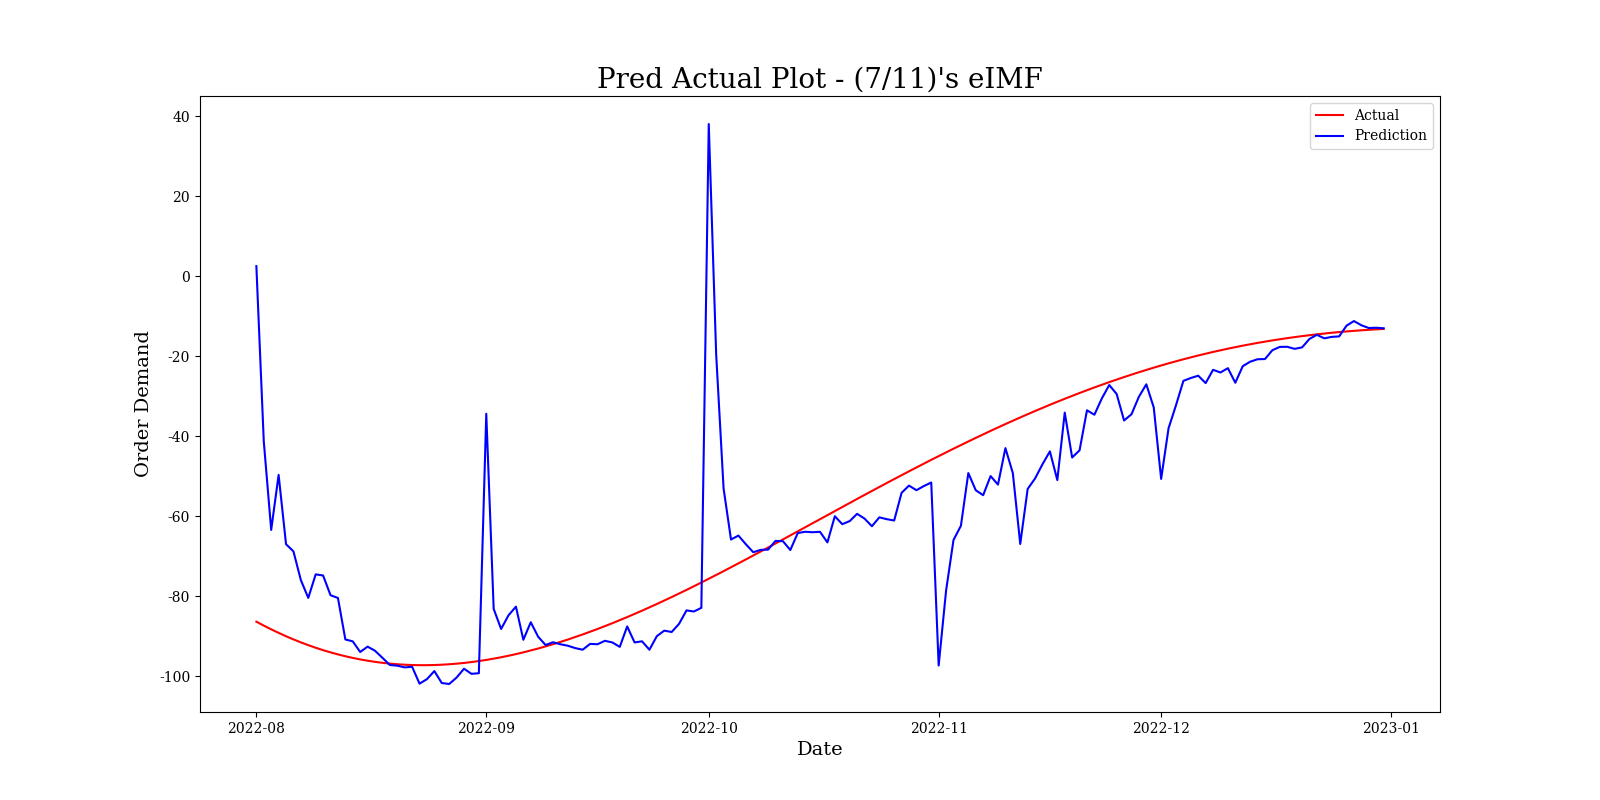 Pred Actual Plot - (7/11)'s eIMF
Actual
Prediction
40
20
0
-20
-40
-60
-80
-100
Order Demand
2022-08
2022-09
2022-10
2022-11
2022-12
2023-01
Date